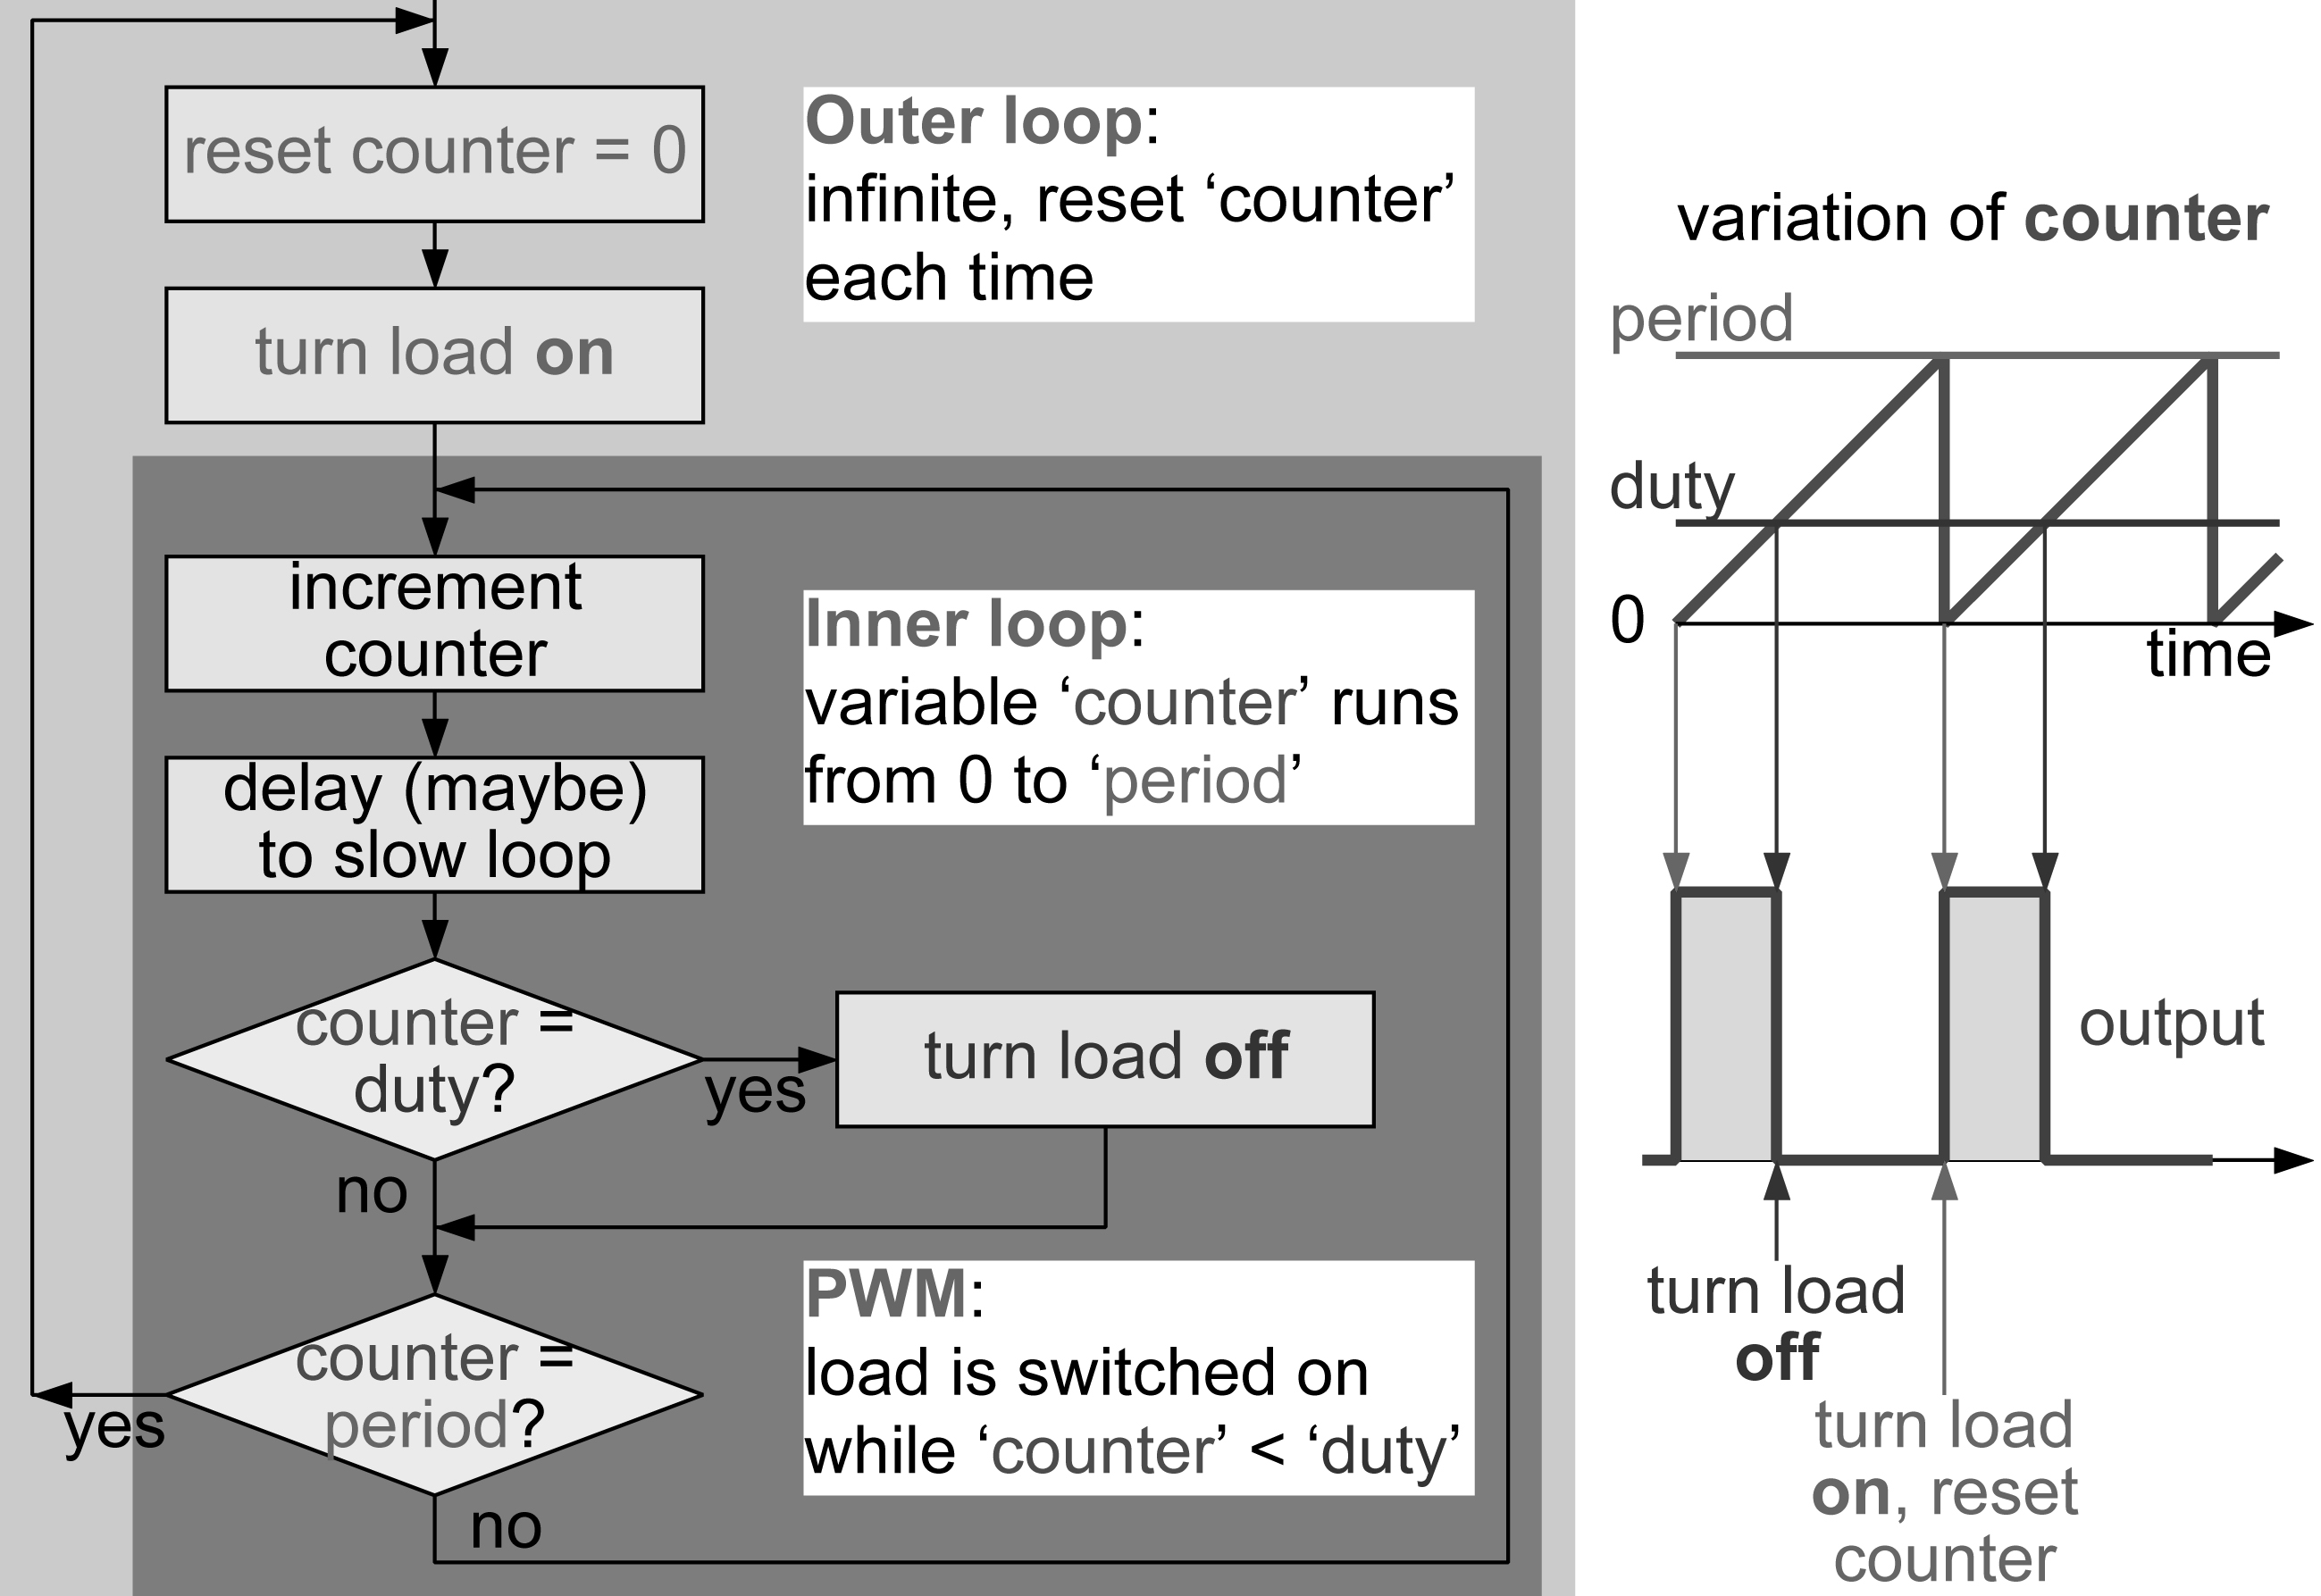 reset counter = 0
turn load on
Outer loop:
infinite, reset ‘counter’
each time
increment
counter
delay (maybe)
to slow loop
Inner loop:
variable ‘counter’ runs
from 0 to ‘period’
counter =
duty?
yes
no
turn load off
counter =
period?
yes
no
PWM:
load is switched on
while ‘counter’ < ‘duty’
variation of counter
period
duty
0
time
output
turn load
off
turn load
on, reset
counter